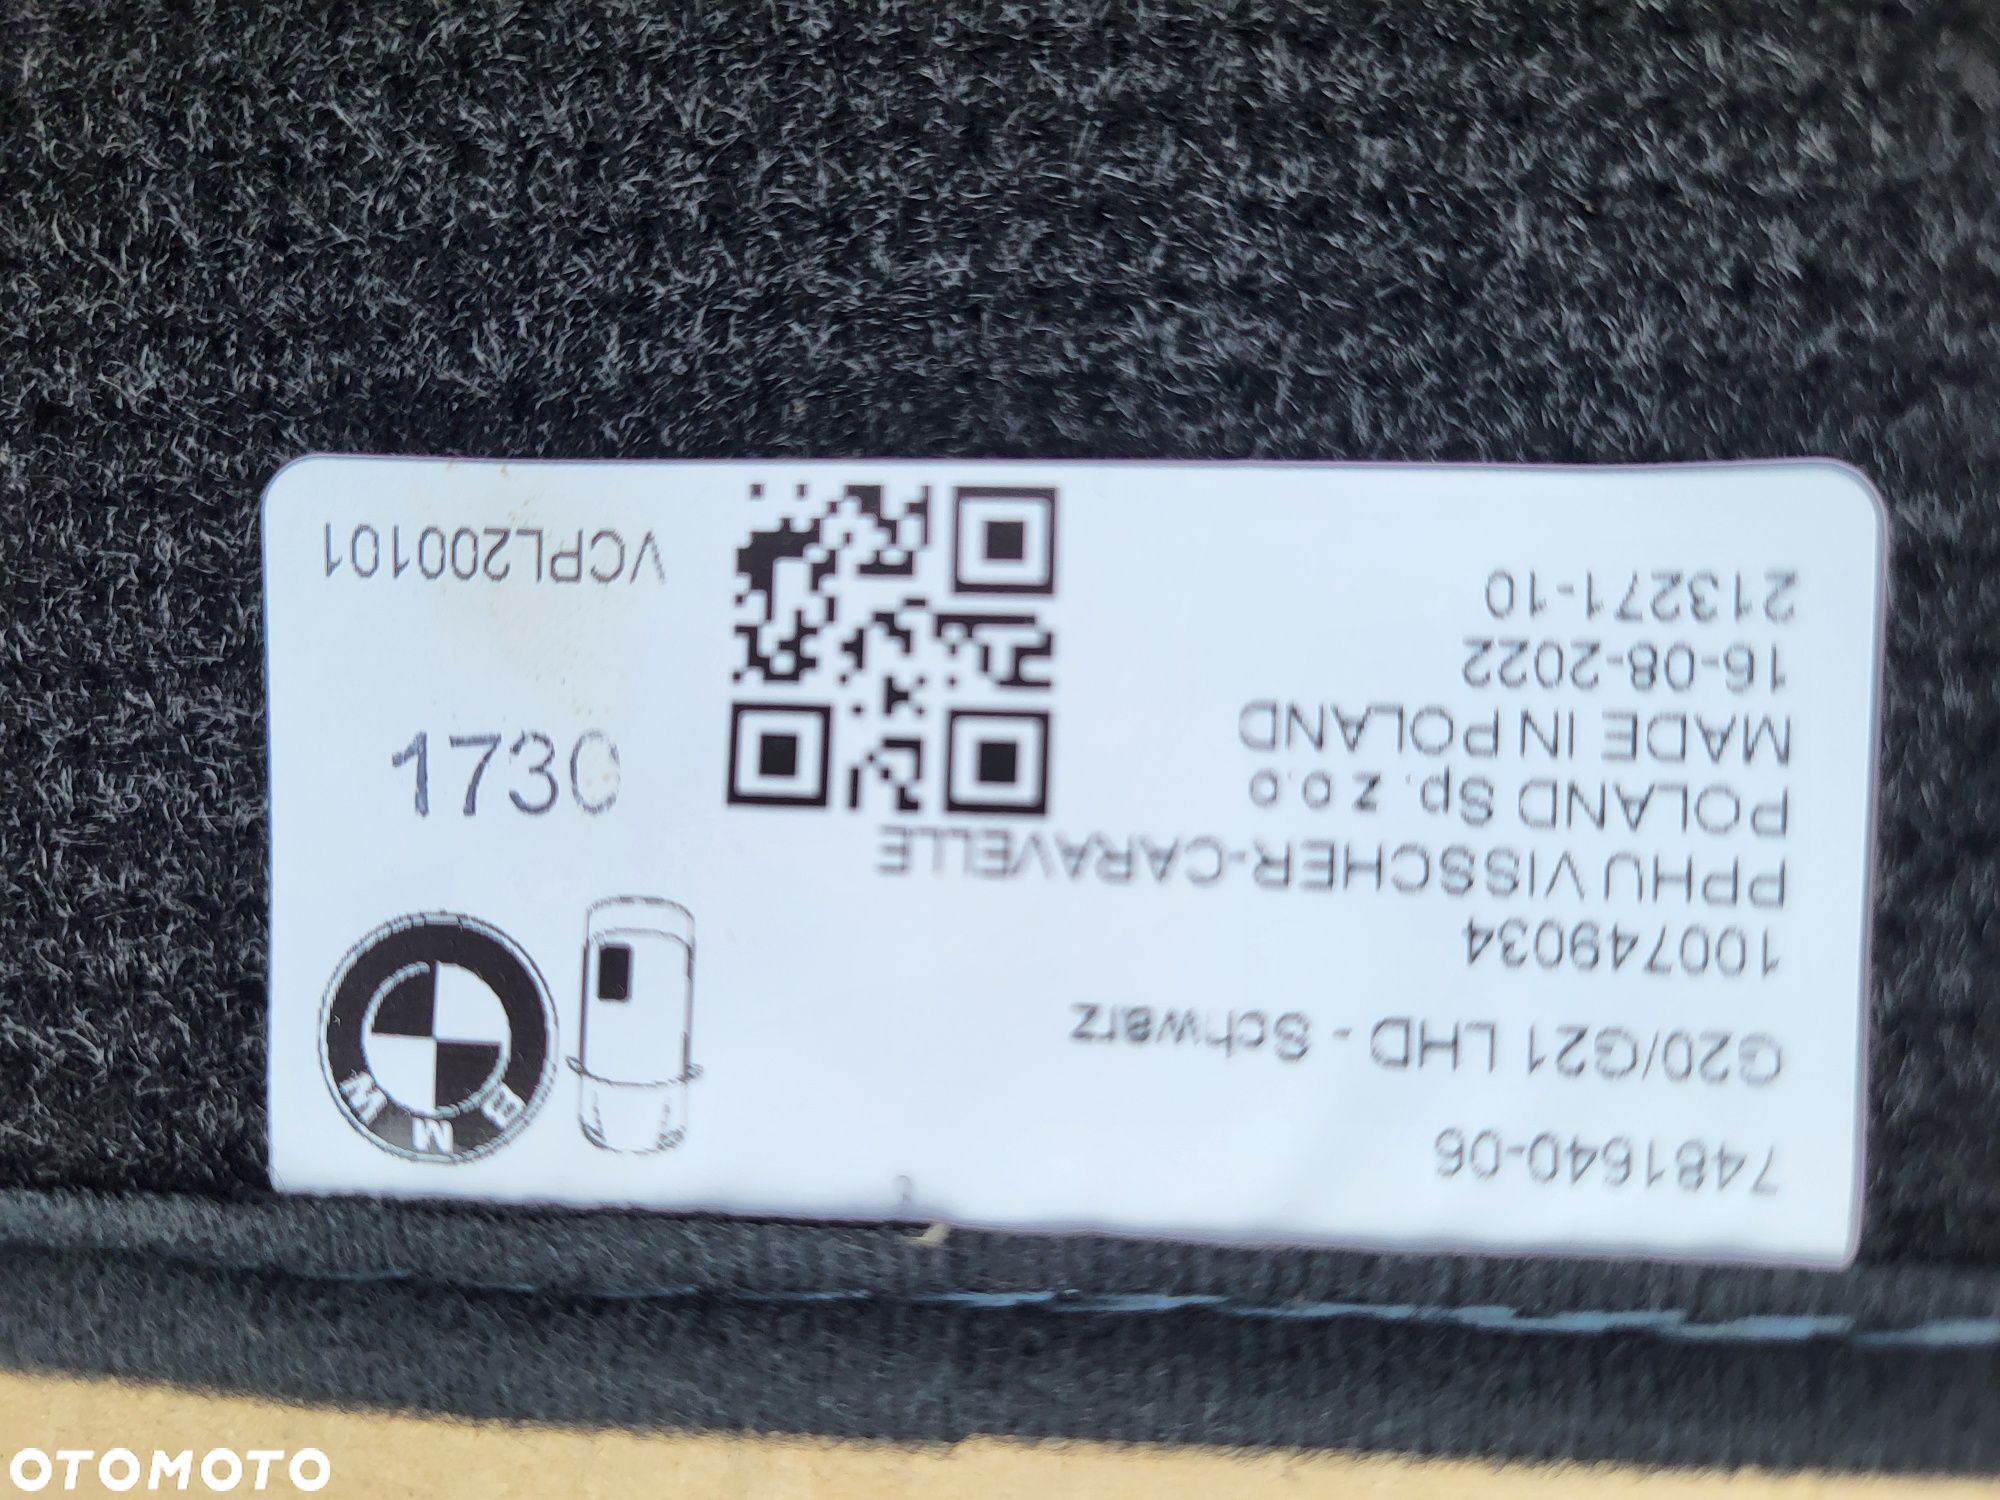 7481640-06
G20/G21 LHD - Schwarz
100749034
PPHU VISSCHER-CARAVELLE
POLAND Sp. z o.o
MADE IN POLAND
16-08-2022
213271-10
BMW
1730
VCPL200101
OTOMOTO